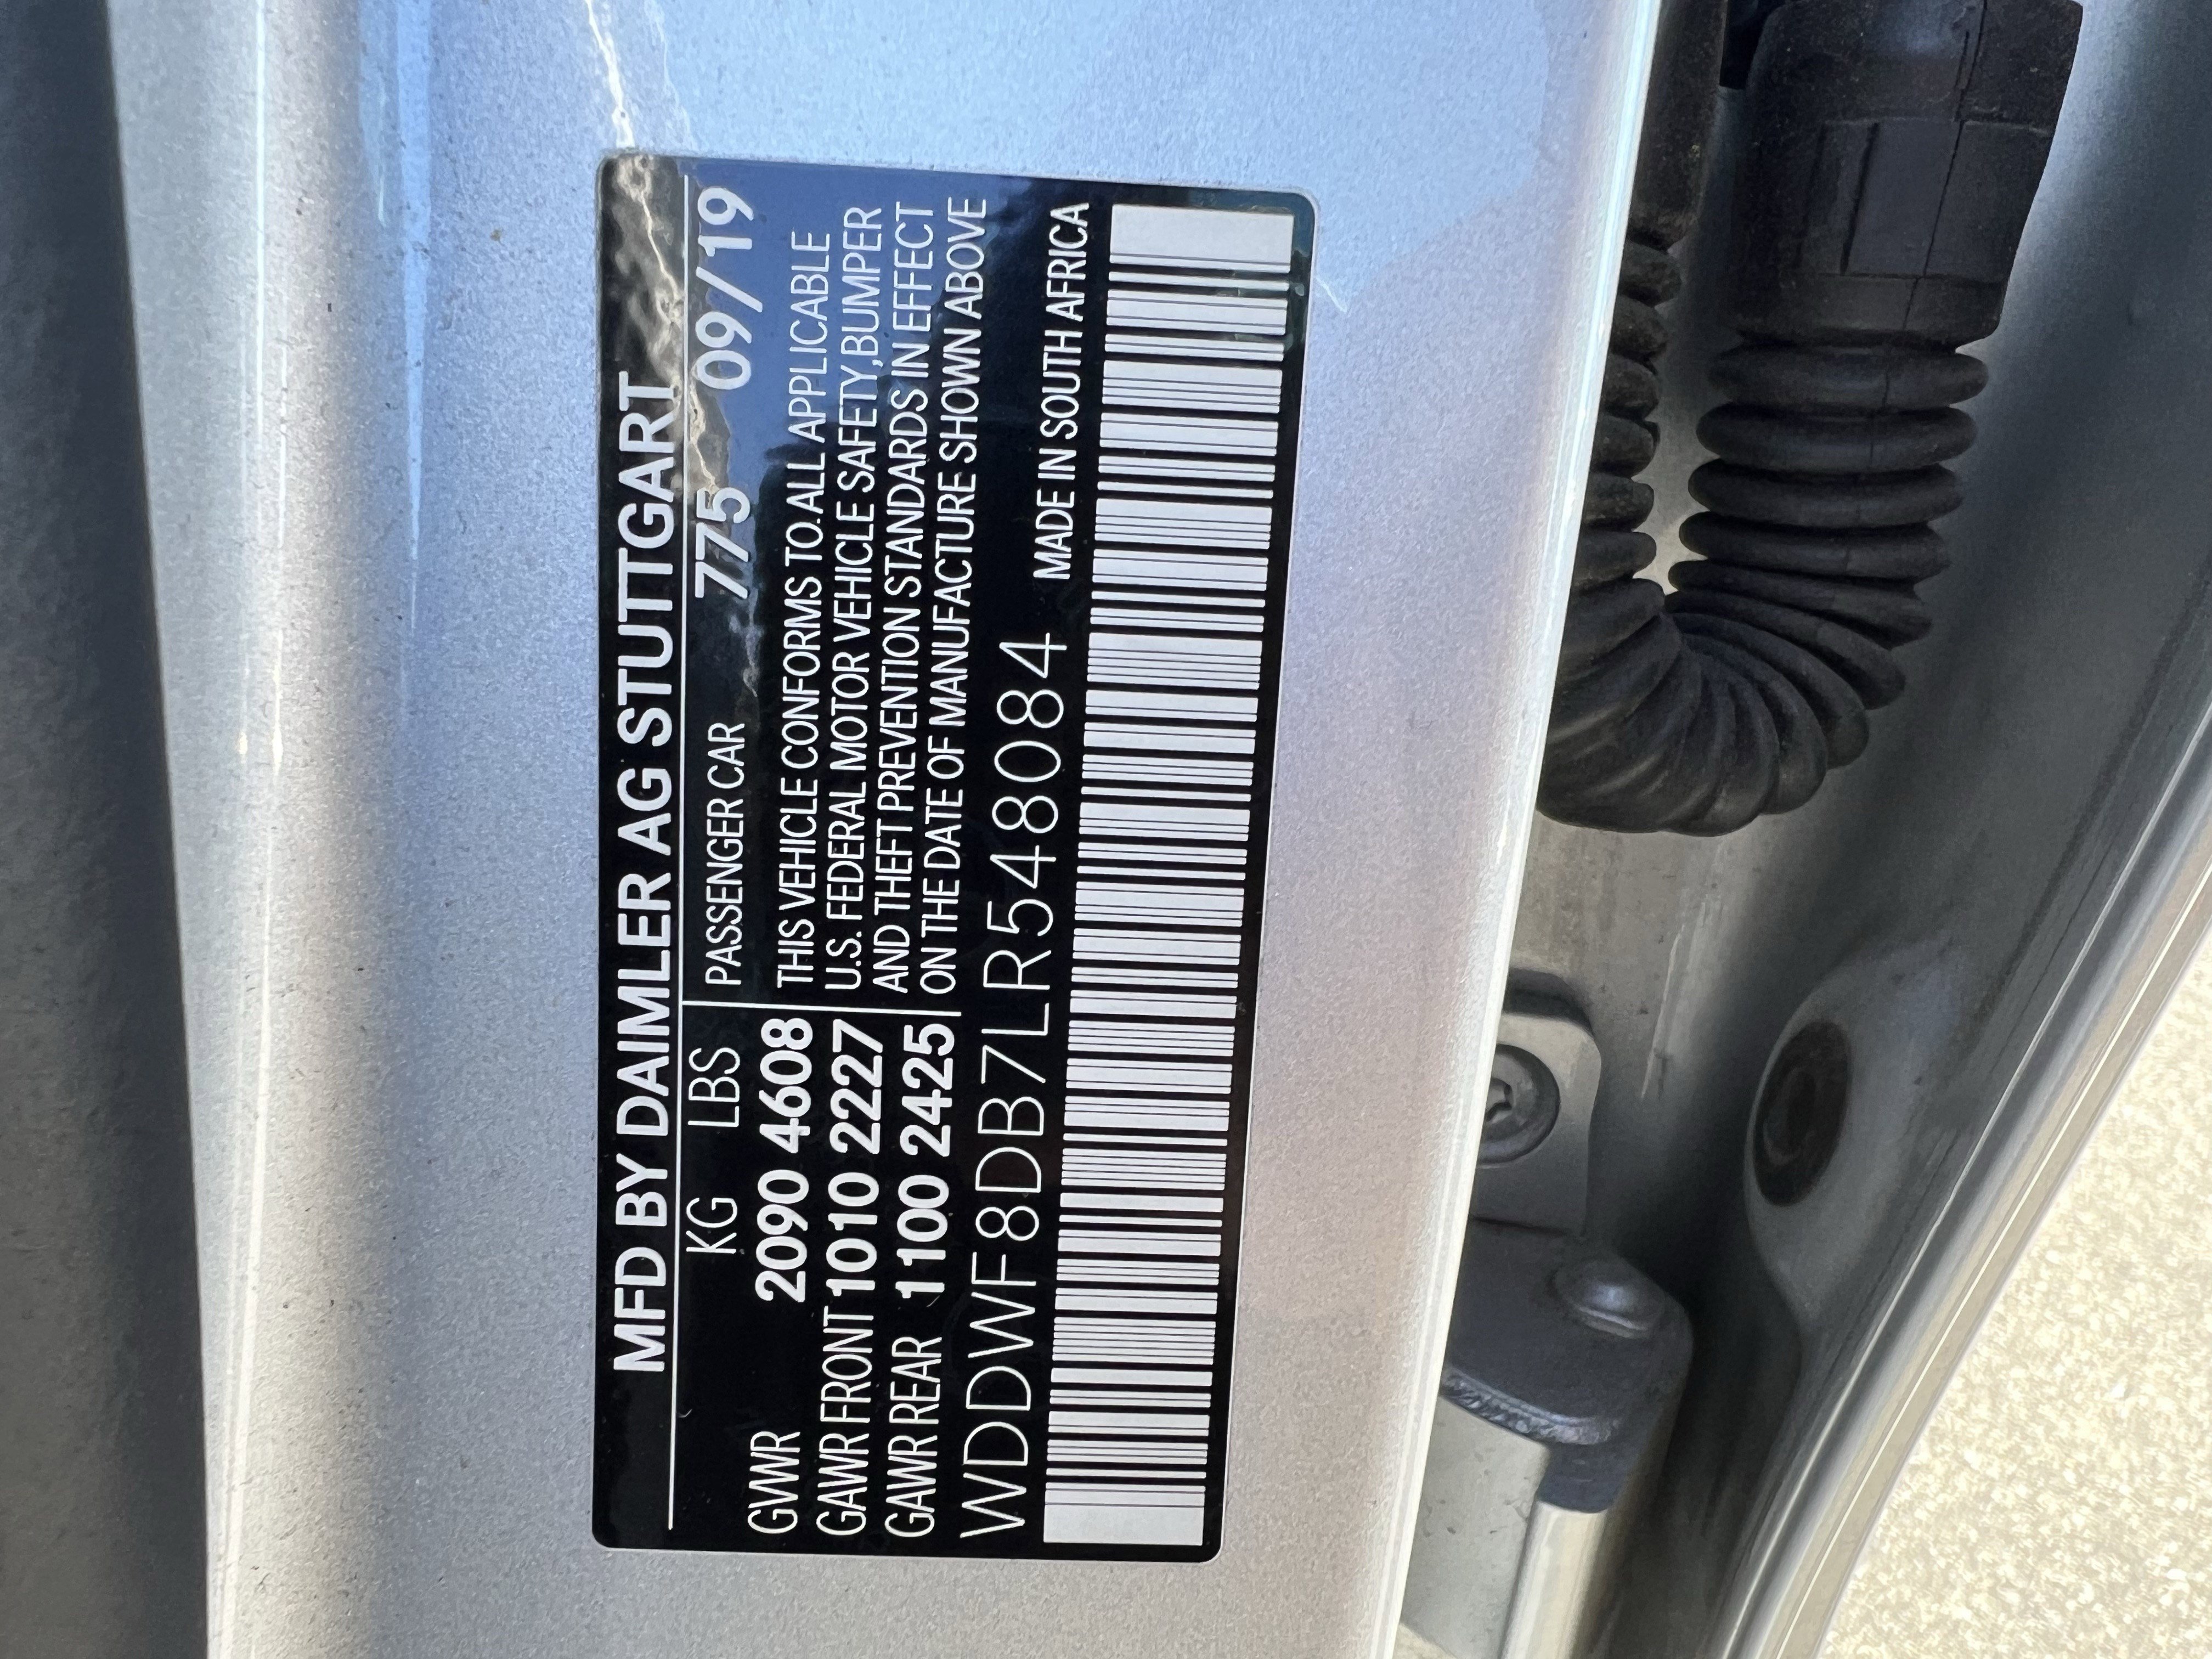 MFD BY DAIMLER AG STUTTGART
KG LBS PASSENGER CAR 775 09/19
GVWR 2090 4608
GAWR FRONT 1010 2227
GAWR REAR 1100 2425
THIS VEHICLE CONFORMS TO ALL APPLICABLE
U.S. FEDERAL MOTOR VEHICLE SAFETY,BUMPER
AND THEFT PREVENTION STANDARDS IN EFFECT
ON THE DATE OF MANUFACTURE SHOWN ABOVE
WDDWF8DB7LR548084 MADE IN SOUTH AFRICA